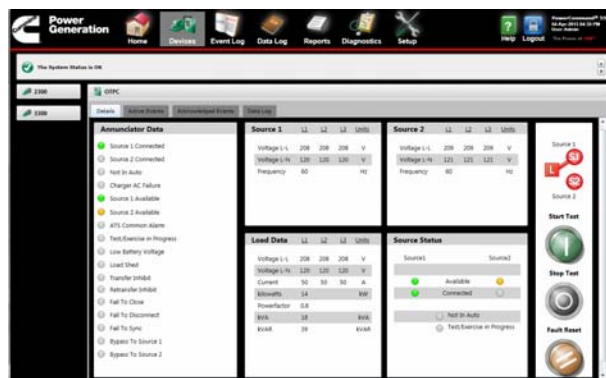 Power
Generation
Home
Devices
Event Log
Data Log
Reports
Diagnostics
Setup
Help
Logout
The System Status is OK
2300
3300
OTPC
Details
Active Events
Acknowledged Events
Data Log
Annunciator Data
Source 1 Connected
Source 2 Connected
Not In Auto
Charger AC Failure
Source 1 Available
Source 2 Available
ATS Common Alarm
Test/Exercise in Progress
Low Battery Voltage
Load Shed
Transfer Inhibit
Retransfer Inhibit
Fail To Close
Fail To Disconnect
Fail To Sync
Bypass To Source 1
Bypass To Source 2
Source 1 L1 L2 L3 Units
Voltage L-L 208 208 208 V
Voltage L-N 120 120 120 V
Frequency 60 Hz
Source 2 L1 L2 L3 Units
Voltage L-L 208 208 208 V
Voltage L-N 121 121 121 V
Frequency 60 Hz
Load Data L1 L2 L3 Units
Voltage L-L 208 208 208 V
Voltage L-N 120 120 120 V
Current 50 50 50 A
kilowatts 14 kW
Powerfactor 0.8
kVA 18 kVA
kVAR 39 kVAR
Source Status
Source1 Source2
Available
Connected
Not In Auto
Test/Exercise in Progress
Source 1
S1
L
S2
Source 2
Start Test
Stop Test
Fault Reset